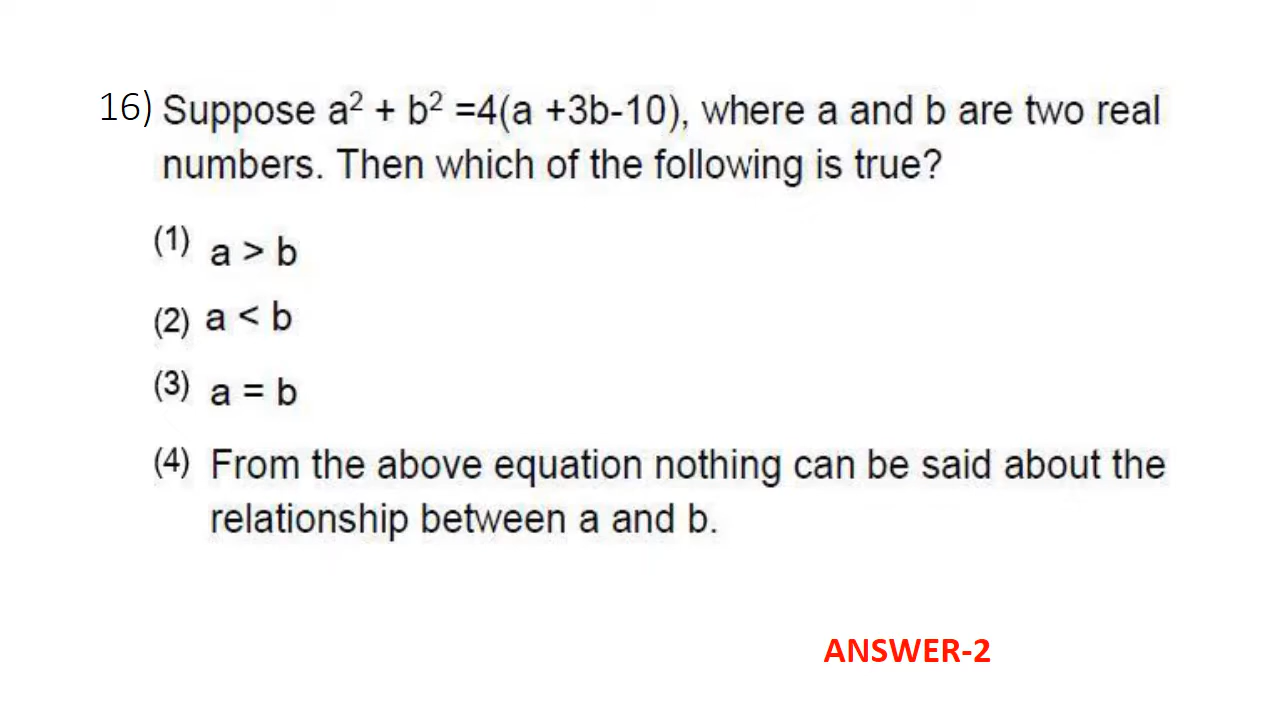 16) Suppose a² + b² =4(a +3b-10), where a and b are two real
numbers. Then which of the following is true?
(1) a > b
(2) a < b
(3) a = b
(4) From the above equation nothing can be said about the
relationship between a and b.
ANSWER-2